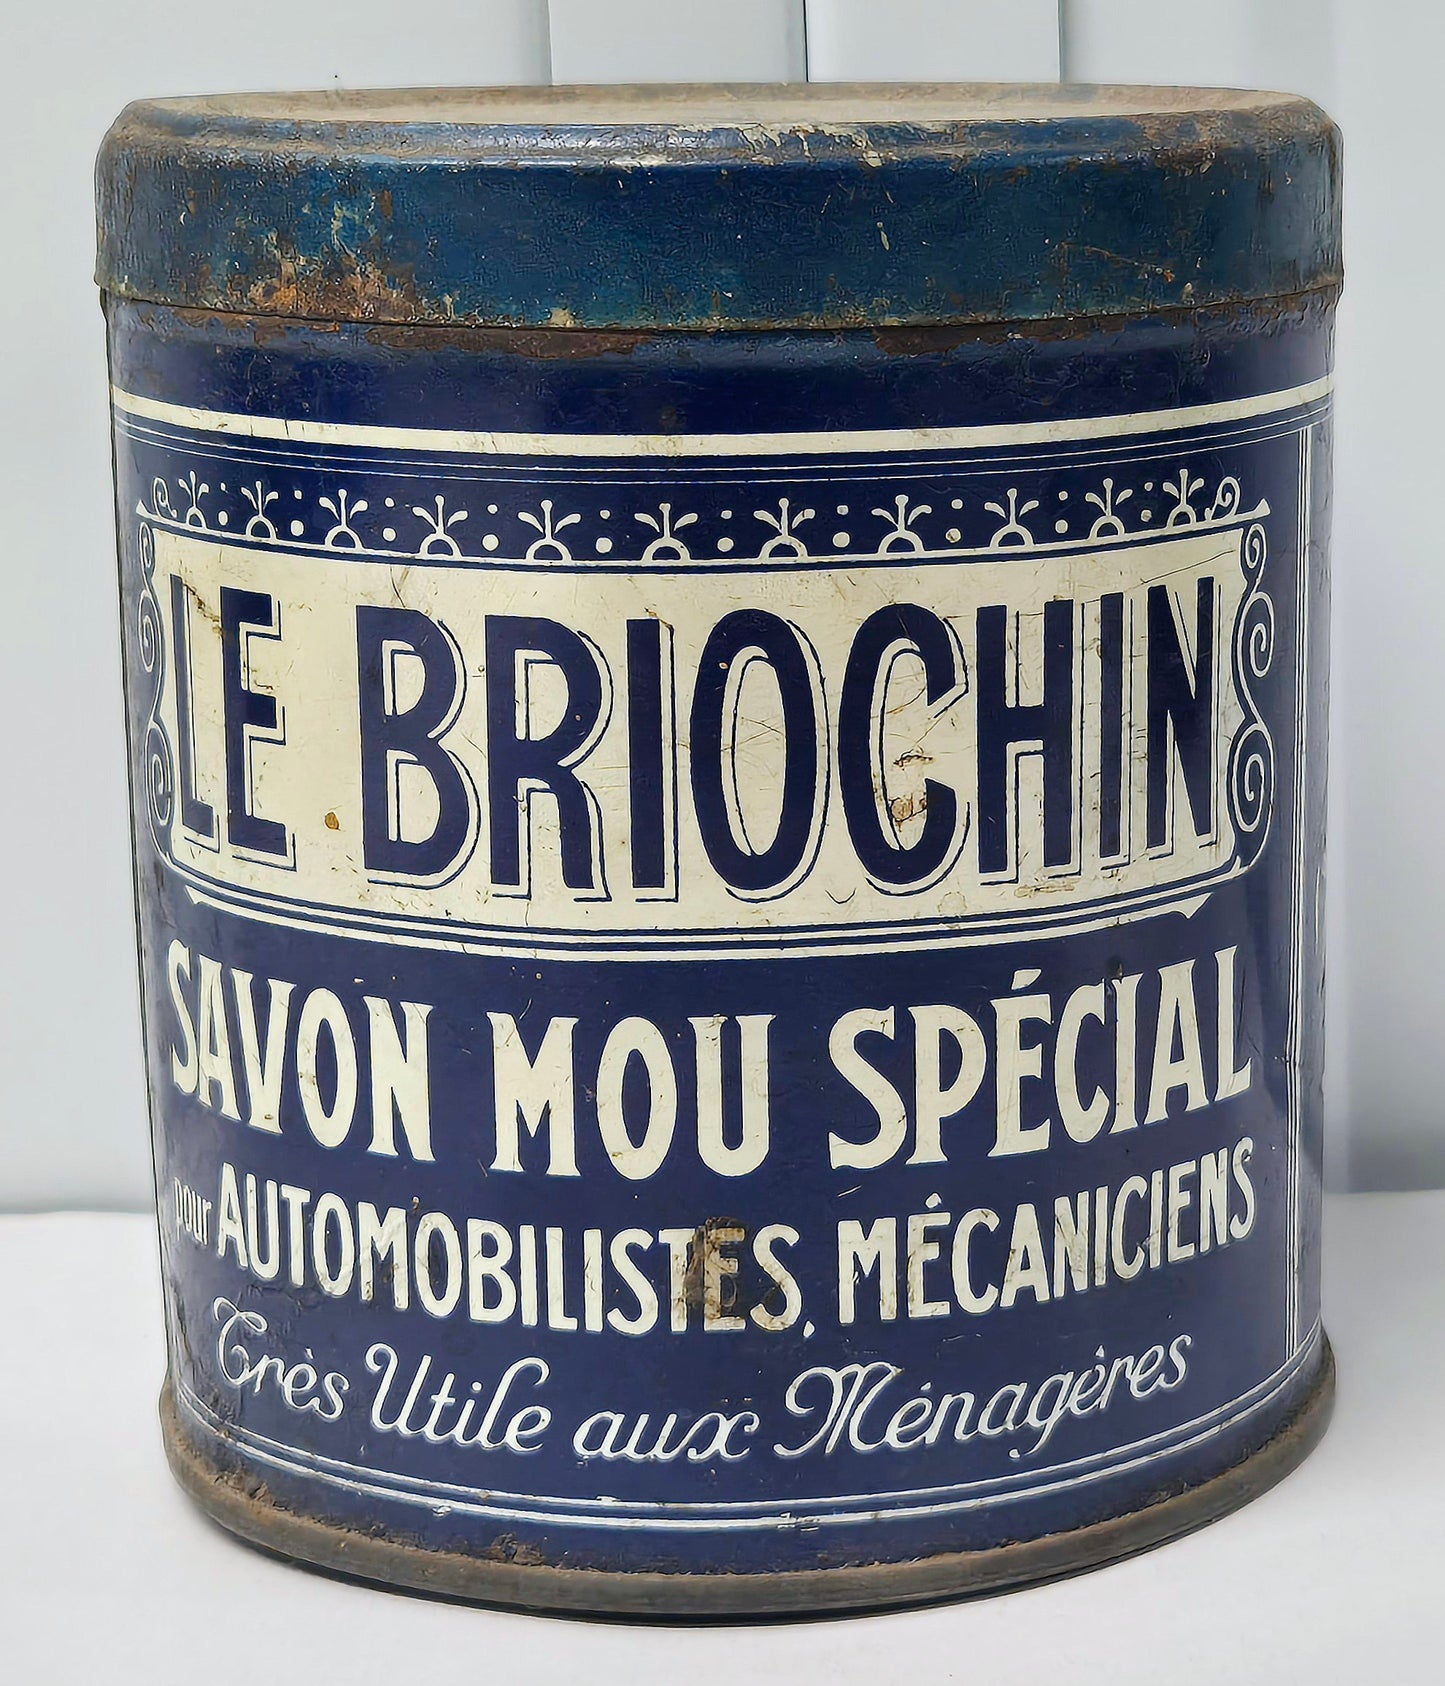 LE BRIOCHIN
SAVON MOU SPÉCIAL
pour AUTOMOBILISTES, MÉCANICIENS
Très Utile aux Ménagères